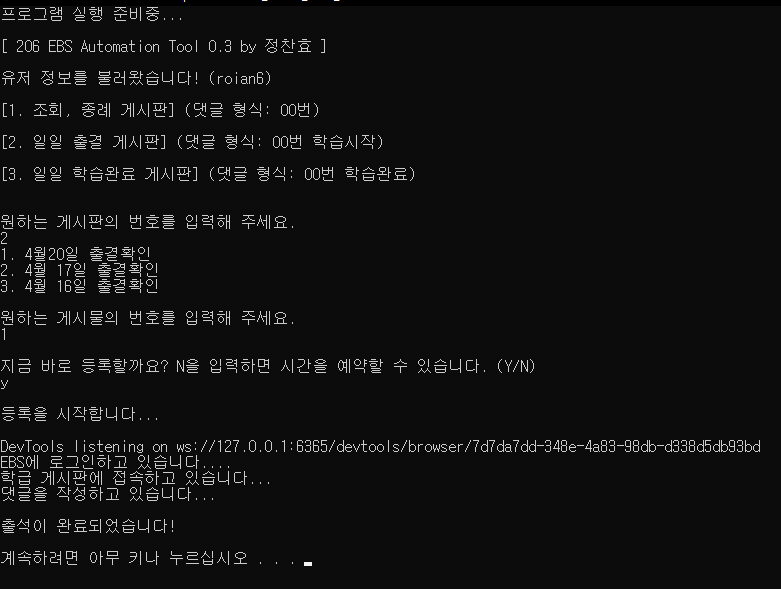 프로그램 실행 준비중...
[ 206 EBS Automation Tool 0.3 by 정찬효 ]
유저 정보를 불러왔습니다! (roian6)
[1. 조회, 종례 게시판] (댓글 형식: 00번)
[2. 일일 출결 게시판] (댓글 형식: 00번 학습시작)
[3. 일일 학습완료 게시판] (댓글 형식: 00번 학습완료)
원하는 게시판의 번호를 입력해 주세요.
2
1. 4월20일 출결확인
2. 4월 17일 출결확인
3. 4월 16일 출결확인
원하는 게시물의 번호를 입력해 주세요.
1
지금 바로 등록할까요? N을 입력하면 시간을 예약할 수 있습니다. (Y/N)
y
등록을 시작합니다...
DevTools listening on ws://127.0.0.1:6365/devtools/browser/7d7da7dd-348e-4a83-98db-d338d5db93bd
EBS에 로그인하고 있습니다....
학급 게시판에 접속하고 있습니다...
댓글을 작성하고 있습니다...
출석이 완료되었습니다!
계속하려면 아무 키나 누르십시오 . . .